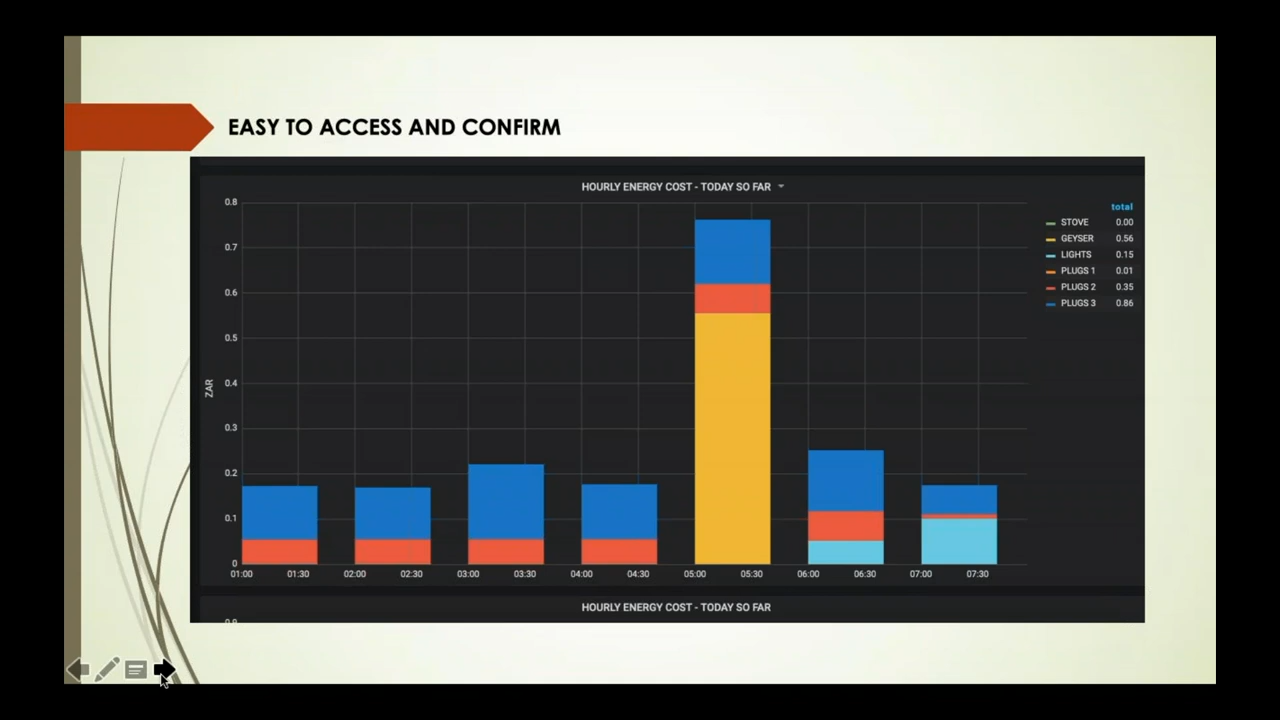 EASY TO ACCESS AND CONFIRM
HOURLY ENERGY COST - TODAY SO FAR
total
STOVE 0.00
GEYSER 0.56
LIGHTS 0.15
PLUGS 1 0.01
PLUGS 2 0.35
PLUGS 3 0.86
0.8
0.7
0.6
0.5
0.4
0.3
0.2
0.1
0
ZAR
01:00 01:30 02:00 02:30 03:00 03:30 04:00 04:30 05:00 05:30 06:00 06:30 07:00 07:30
HOURLY ENERGY COST - TODAY SO FAR